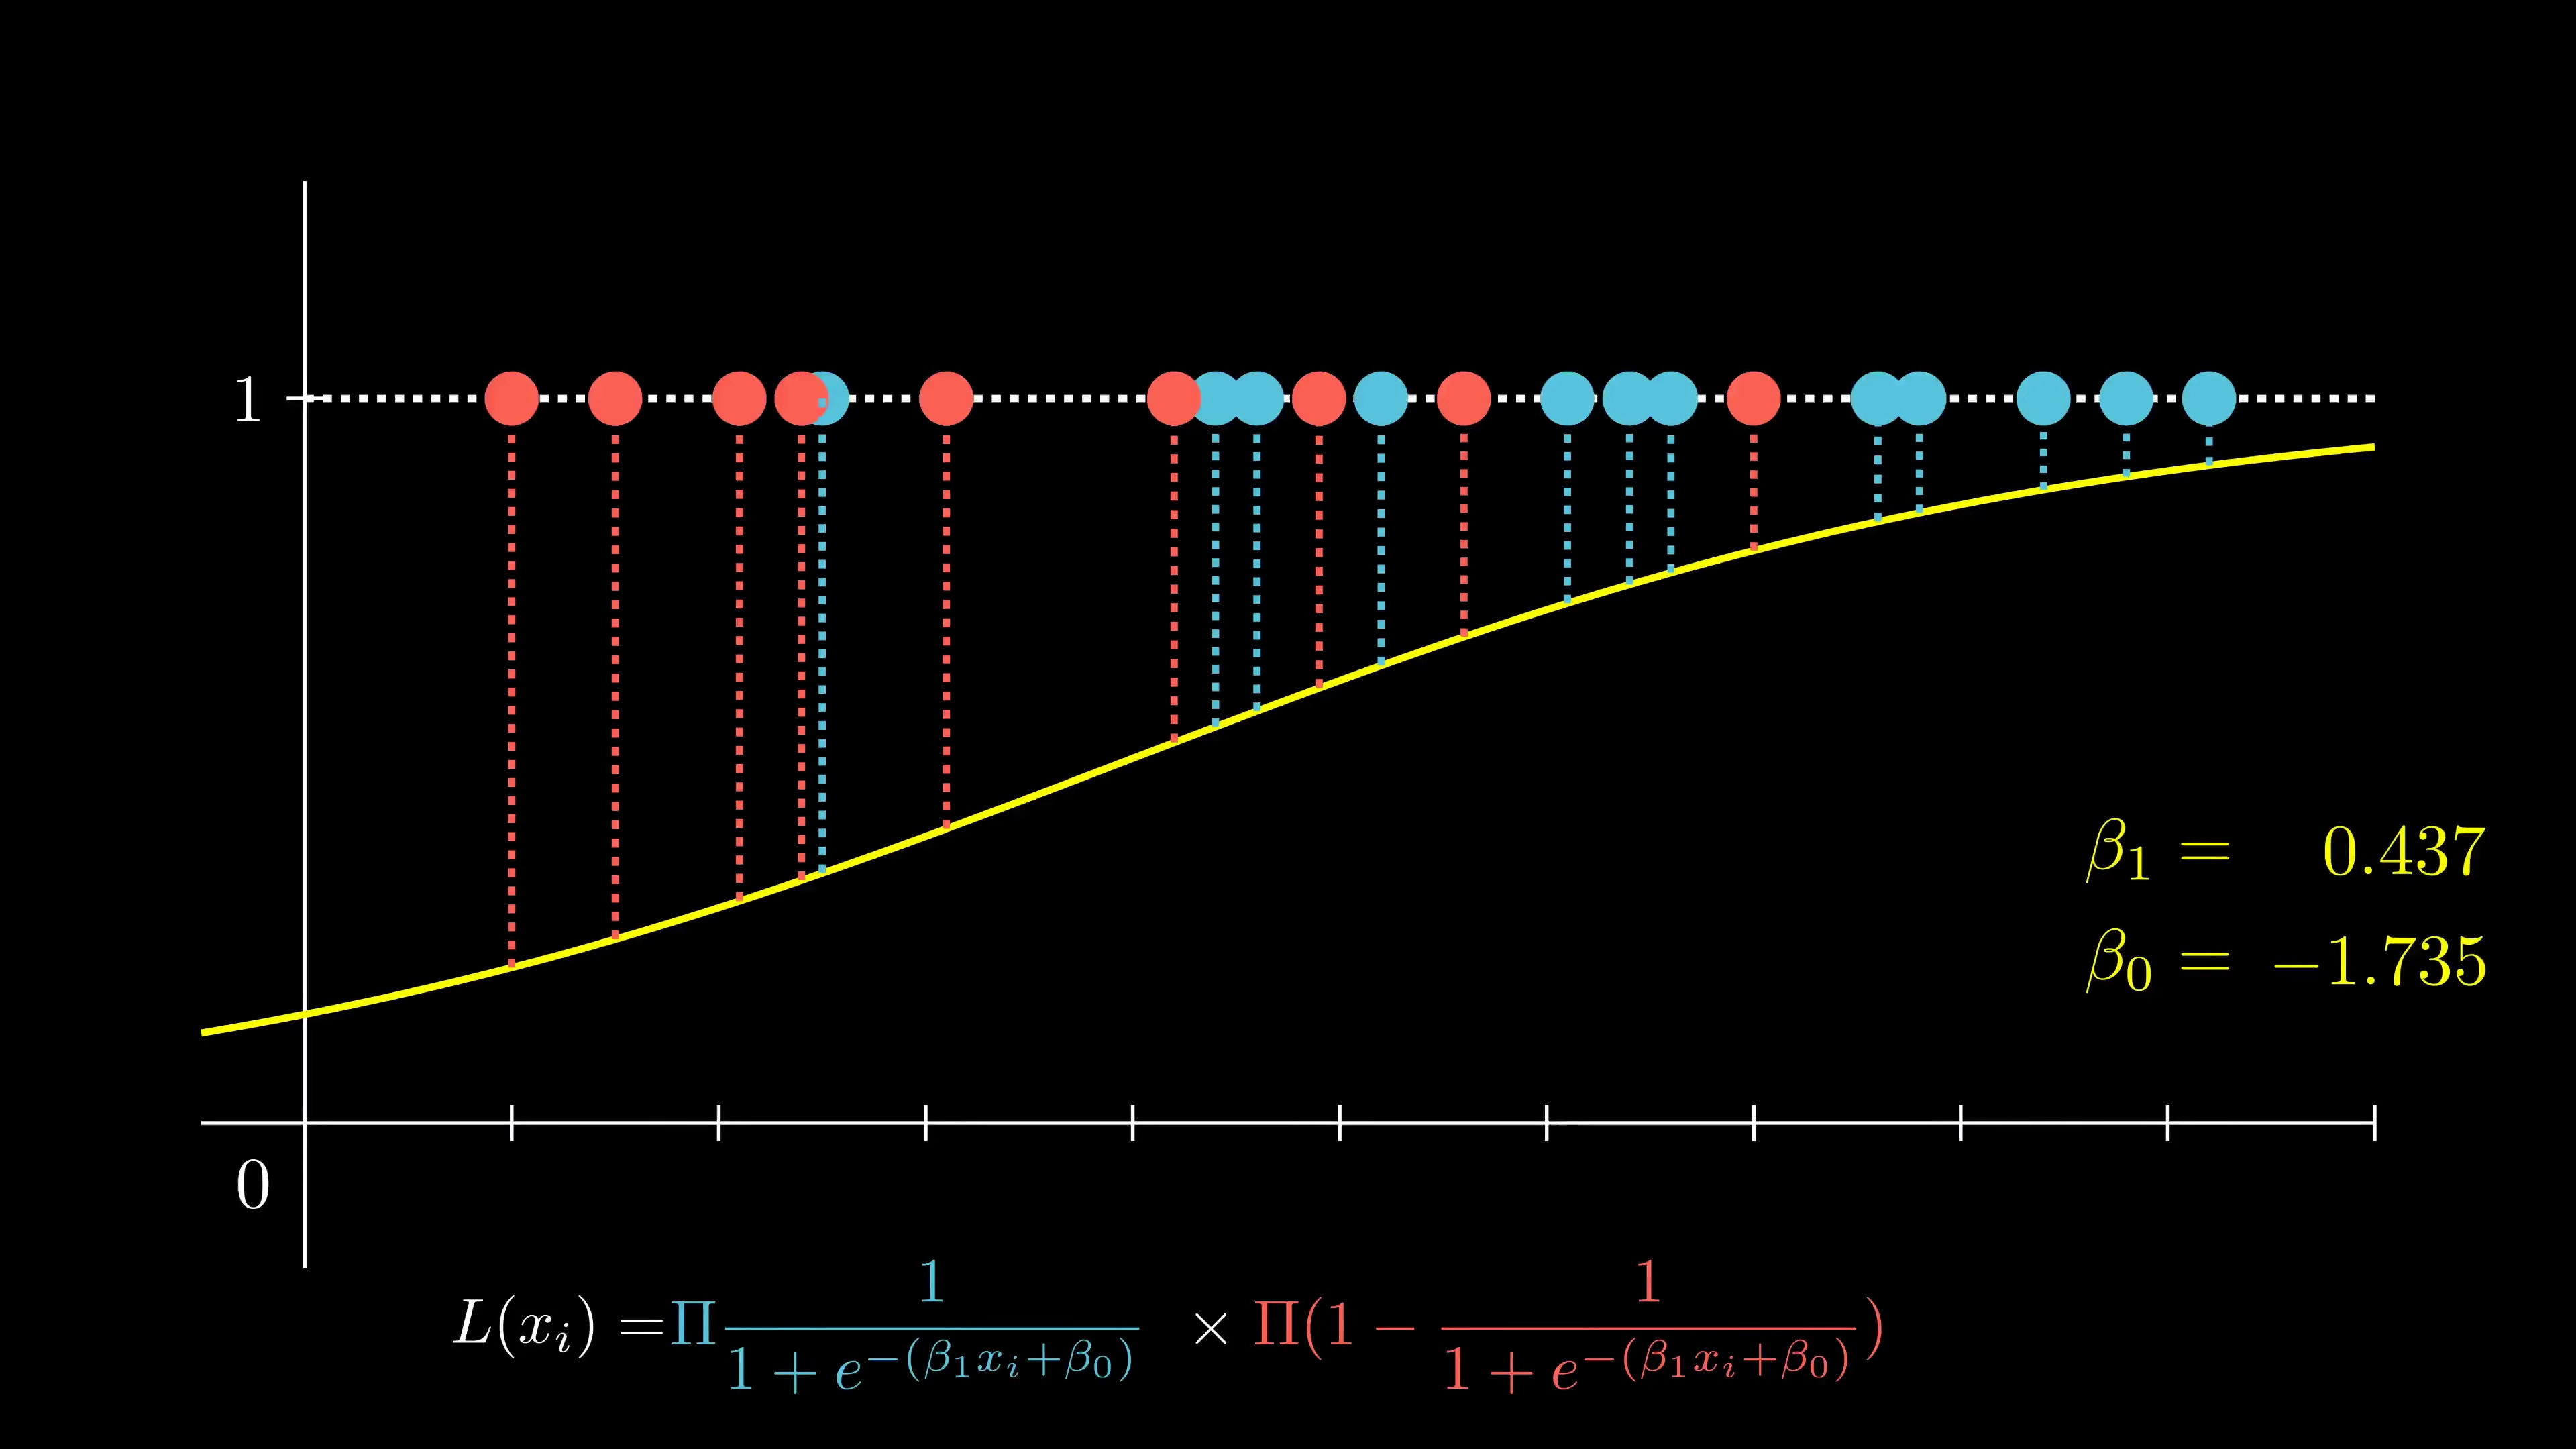 1
β₁ = 0.437
β₀ = −1.735
0
L(xᵢ) = Π 1/(1 + e^{−(β₁xᵢ+β₀)}) × Π(1 − 1/(1 + e^{−(β₁xᵢ+β₀)}))